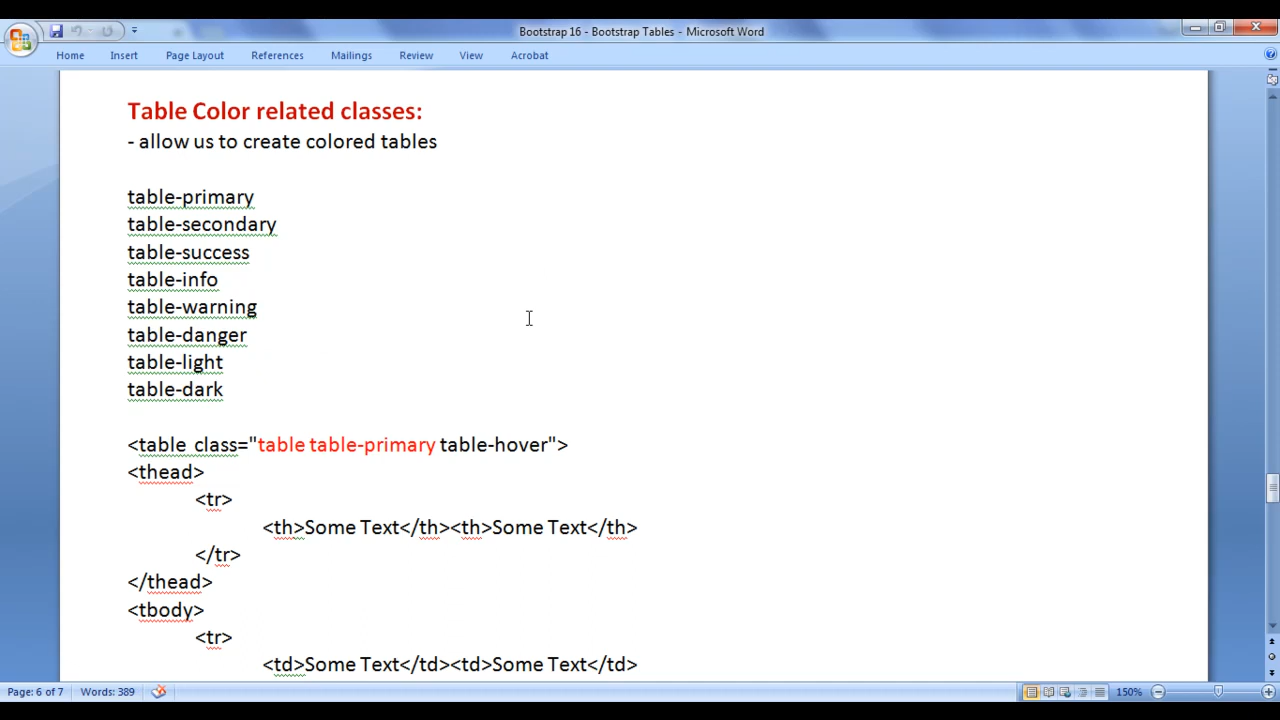 Bootstrap 16 - Bootstrap Tables - Microsoft Word
Home Insert Page Layout References Mailings Review View Acrobat
Table Color related classes:
- allow us to create colored tables
table-primary
table-secondary
table-success
table-info
table-warning
table-danger
table-light
table-dark
<table class="table table-primary table-hover">
<thead>
<tr>
<th>Some Text</th><th>Some Text</th>
</tr>
</thead>
<tbody>
<tr>
<td>Some Text</td><td>Some Text</td>
Page: 6 of 7 Words: 389 150%